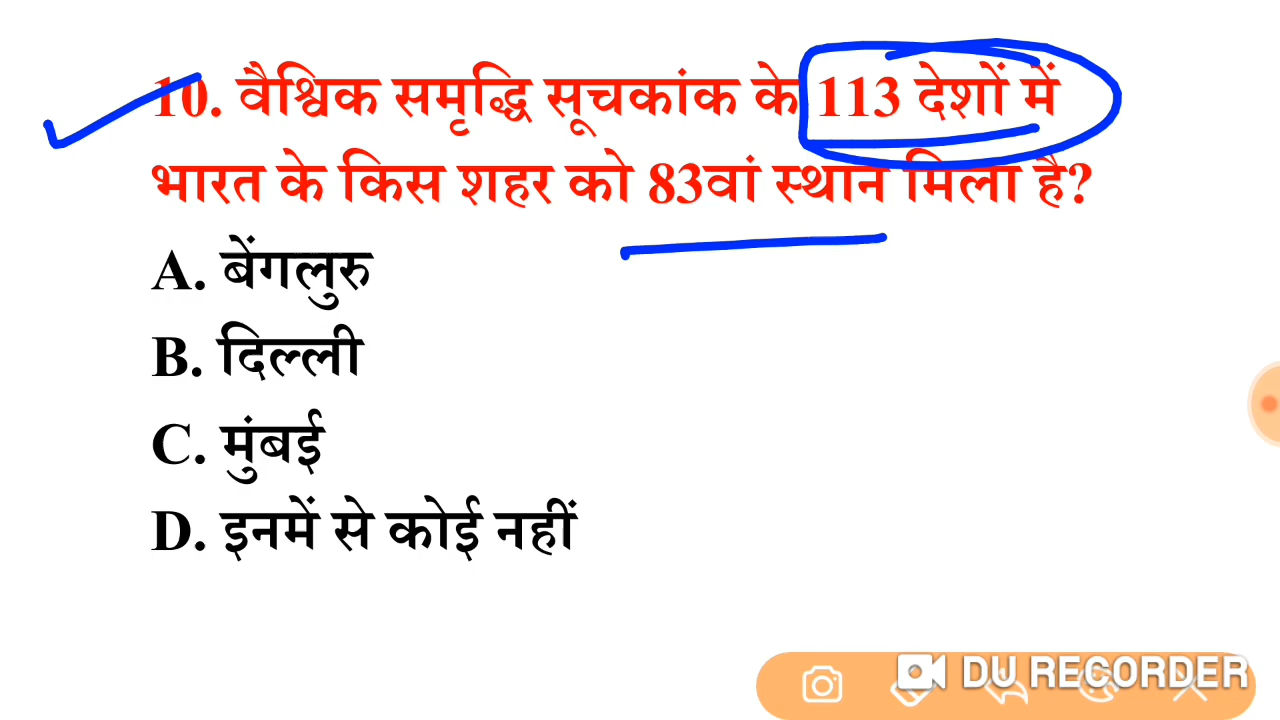 10. वैश्विक समृद्धि सूचकांक के 113 देशों में
भारत के किस शहर को 83वां स्थान मिला है?
A. बेंगलुरु
B. दिल्ली
C. मुंबई
D. इनमें से कोई नहीं
DU RECORDER